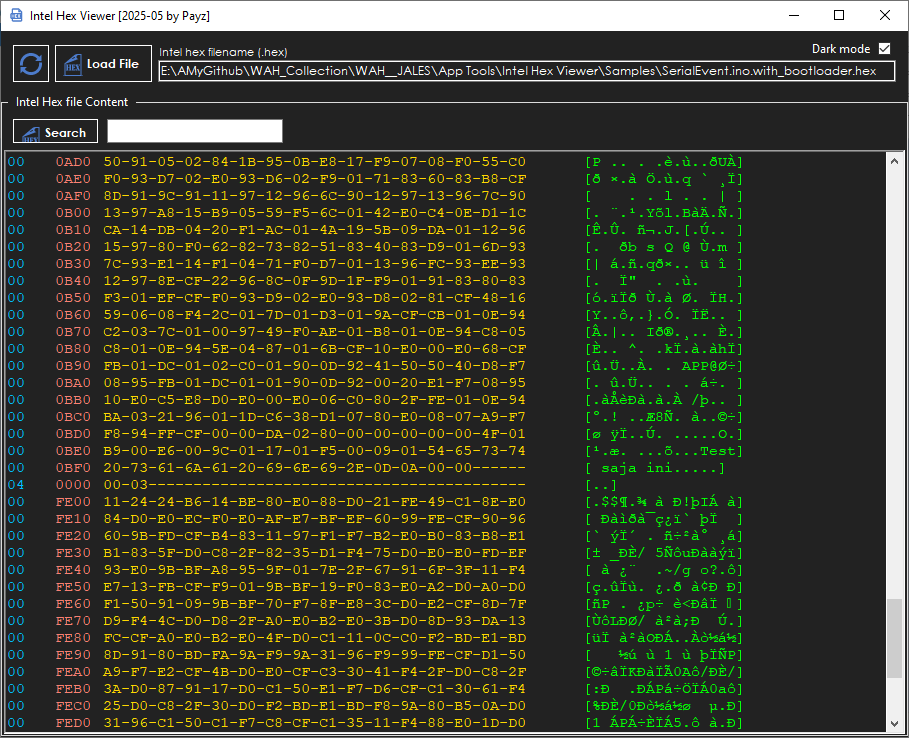 Intel Hex Viewer [2025-05 by Payz]
Dark mode
Load File
Intel hex filename (.hex)
E:\AMyGithub\WAH_Collection\WAH__JALES\App Tools\Intel Hex Viewer\Samples\SerialEvent.ino.with_bootloader.hex
Intel Hex file Content
Search
00 0AD0 50-91-05-02-84-1B-95-0B-E8-17-F9-07-08-F0-55-C0 [P .. . .è.ù..ðUÀ]
00 0AE0 F0-93-D7-02-E0-93-D6-02-F9-01-71-83-60-83-B8-CF [ð ×.à Ö.ù.q ` ¸Ï]
00 0AF0 8D-91-9C-91-11-97-12-96-6C-90-12-97-13-96-7C-90 [    . . l . . | ]
00 0B00 13-97-A8-15-B9-05-59-F5-6C-01-42-E0-C4-0E-D1-1C [. ¨.¹.Yõl.BàÄ.Ñ.]
00 0B10 CA-14-DB-04-20-F1-AC-01-4A-19-5B-09-DA-01-12-96 [Ê.Û. ñ¬.J.[.Ú.. ]
00 0B20 15-97-80-F0-62-82-73-82-51-83-40-83-D9-01-6D-93 [.  ðb s Q @ Ù.m ]
00 0B30 7C-93-E1-14-F1-04-71-F0-D7-01-13-96-FC-93-EE-93 [| á.ñ.qð×.. ü î ]
00 0B40 12-97-8E-CF-22-96-8C-0F-9D-1F-F9-01-91-83-80-83 [.  Ï" . .ù.    ]
00 0B50 F3-01-EF-CF-F0-93-D9-02-E0-93-D8-02-81-CF-48-16 [ó.ïÏð Ù.à Ø. ÏH.]
00 0B60 59-06-08-F4-2C-01-7D-01-D3-01-9A-CF-CB-01-0E-94 [Y..ô,.}.Ó. ÏË.. ]
00 0B70 C2-03-7C-01-00-97-49-F0-AE-01-B8-01-0E-94-C8-05 [Â.|.. Ið®.¸.. È.]
00 0B80 C8-01-0E-94-5E-04-87-01-6B-CF-10-E0-00-E0-68-CF [È.. ^. .kÏ.à.àhÏ]
00 0B90 FB-01-DC-01-02-C0-01-90-0D-92-41-50-50-40-D8-F7 [û.Ü..À. . APP@Ø÷]
00 0BA0 08-95-FB-01-DC-01-01-90-0D-92-00-20-E1-F7-08-95 [. û.Ü.. . . á÷. ]
00 0BB0 10-E0-C5-E8-D0-E0-00-E0-06-C0-80-2F-FE-01-0E-94 [.àÅèÐà.à.À /þ.. ]
00 0BC0 BA-03-21-96-01-1D-C6-38-D1-07-80-E0-08-07-A9-F7 [º.! ..Æ8Ñ. à..©÷]
00 0BD0 F8-94-FF-CF-00-00-DA-02-80-00-00-00-00-00-4F-01 [ø ÿÏ..Ú. .....O.]
00 0BE0 B9-00-E6-00-9C-01-17-01-F5-00-09-01-54-65-73-74 [¹.æ. ...õ...Test]
00 0BF0 20-73-61-6A-61-20-69-6E-69-2E-0D-0A-00-00------ [ saja ini.....]
04 0000 00-03------------------------------------------ [..]
00 FE00 11-24-24-B6-14-BE-80-E0-88-D0-21-FE-49-C1-8E-E0 [.$$¶.¾ à Ð!þIÁ à]
00 FE10 84-D0-E0-EC-F0-E0-AF-E7-BF-EF-60-99-FE-CF-90-96 [ Ðàìðà¯ç¿ï` þÏ  ]
00 FE20 60-9B-FD-CF-B4-83-11-97-F1-F7-B2-E0-B0-83-B8-E1 [` ýÏ´ . ñ÷²à° ¸á]
00 FE30 B1-83-5F-D0-C8-2F-82-35-D1-F4-75-D0-E0-E0-FD-EF [± _ÐÈ/ 5ÑôuÐààýï]
00 FE40 93-E0-9B-BF-A8-95-9F-01-7E-2F-67-91-6F-3F-11-F4 [ à ¿¨  .~/g o?.ô]
00 FE50 E7-13-FB-CF-F9-01-9B-BF-19-F0-83-E0-A2-D0-A0-D0 [ç.ûÏù. ¿.ð à¢Ð Ð]
00 FE60 F1-50-91-09-9B-BF-70-F7-8F-E8-3C-D0-E2-CF-8D-7F [ñP . ¿p÷ è<ÐâÏ ]
00 FE70 D9-F4-4C-D0-D8-2F-A0-E0-B2-E0-3B-D0-8D-93-DA-13 [ÙôLÐØ/ à²à;Ð  Ú.]
00 FE80 FC-CF-A0-E0-B2-E0-4F-D0-C1-11-0C-C0-F2-BD-E1-BD [üÏ à²àOÐÁ..Àò½á½]
00 FE90 8D-91-80-BD-FA-9A-F9-9A-31-96-F9-99-FE-CF-D1-50 [   ½ú ù 1 ù þÏÑP]
00 FEA0 A9-F7-E2-CF-4B-D0-E0-CF-C3-30-41-F4-2F-D0-C8-2F [©÷âÏKÐàÏÃ0Aô/ÐÈ/]
00 FEB0 3A-D0-87-91-17-D0-C1-50-E1-F7-D6-CF-C1-30-61-F4 [:Ð  .ÐÁPá÷ÖÏÁ0aô]
00 FEC0 25-D0-C8-2F-30-D0-F2-BD-E1-BD-F8-9A-80-B5-0A-D0 [%ÐÈ/0Ðò½á½ø  µ.Ð]
00 FED0 31-96-C1-50-C1-F7-C8-CF-C1-35-11-F4-88-E0-1D-D0 [1 ÁPÁ÷ÈÏÁ5.ô à.Ð]